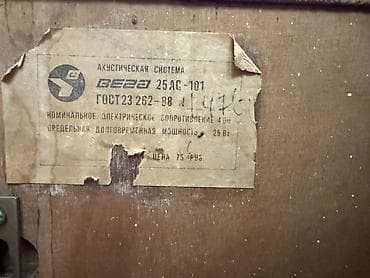 АКУСТИЧЕСКАЯ СИСТЕМА
ВЕГА 25АС-101
ГОСТ 23 262-88
НОМИНАЛЬНОЕ ЭЛЕКТРИЧЕСКОЕ СОПРОТИВЛЕНИЕ 4 Ом
ПРЕДЕЛЬНАЯ ДОЛГОВРЕМЕННАЯ МОЩНОСТЬ 25 Вт
ЦЕНА 75 РУБ.